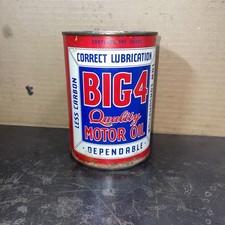 CORRECT LUBRICATION
LESS CARBON
BIG 4
Quality
MOTOR OIL
· DEPENDABLE ·